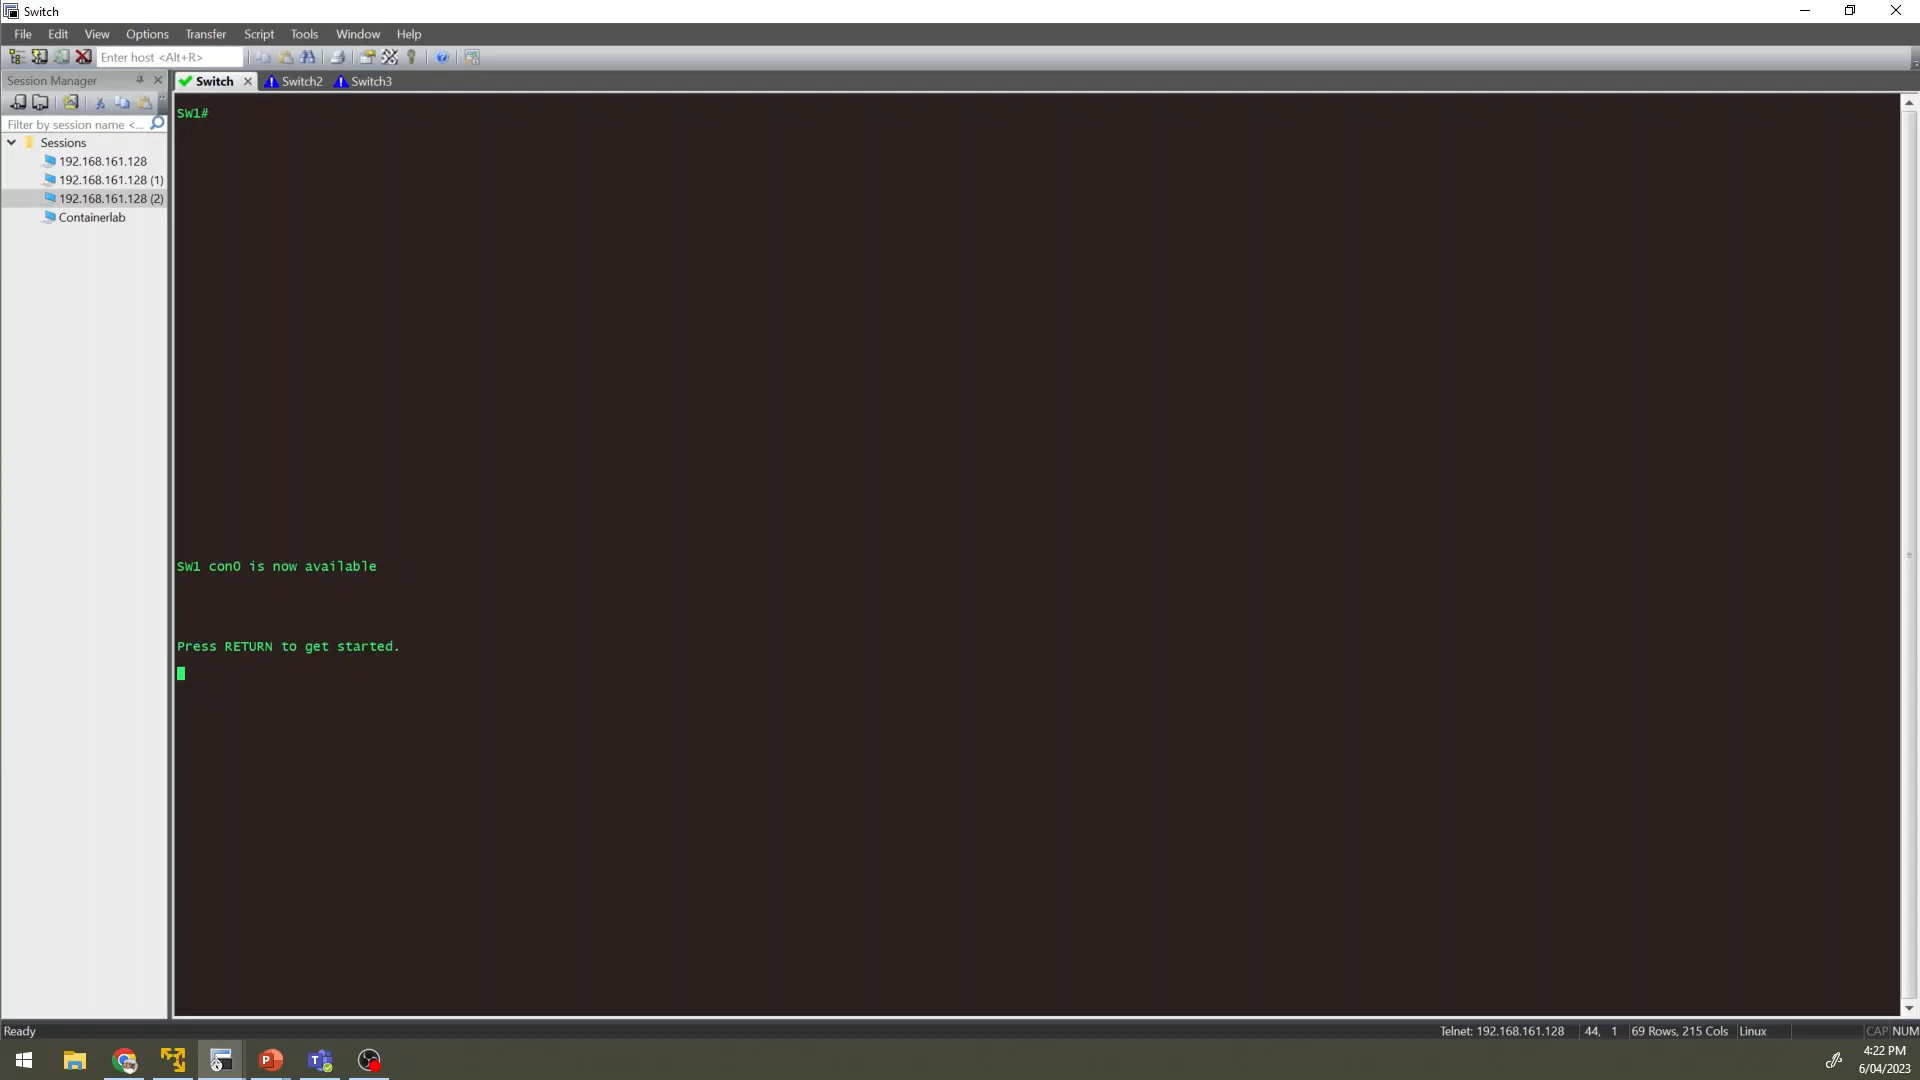 Switch
File Edit View Options Transfer Script Tools Window Help
Enter host <Alt+R>
Session Manager
Switch Switch2 Switch3
Filter by session name <...
Sessions
192.168.161.128
192.168.161.128 (1)
192.168.161.128 (2)
Containerlab
SW1#
SW1 con0 is now available
Press RETURN to get started.
Ready
Telnet: 192.168.161.128 44, 1 69 Rows, 215 Cols Linux CAP NUM
4:22 PM
6/04/2023